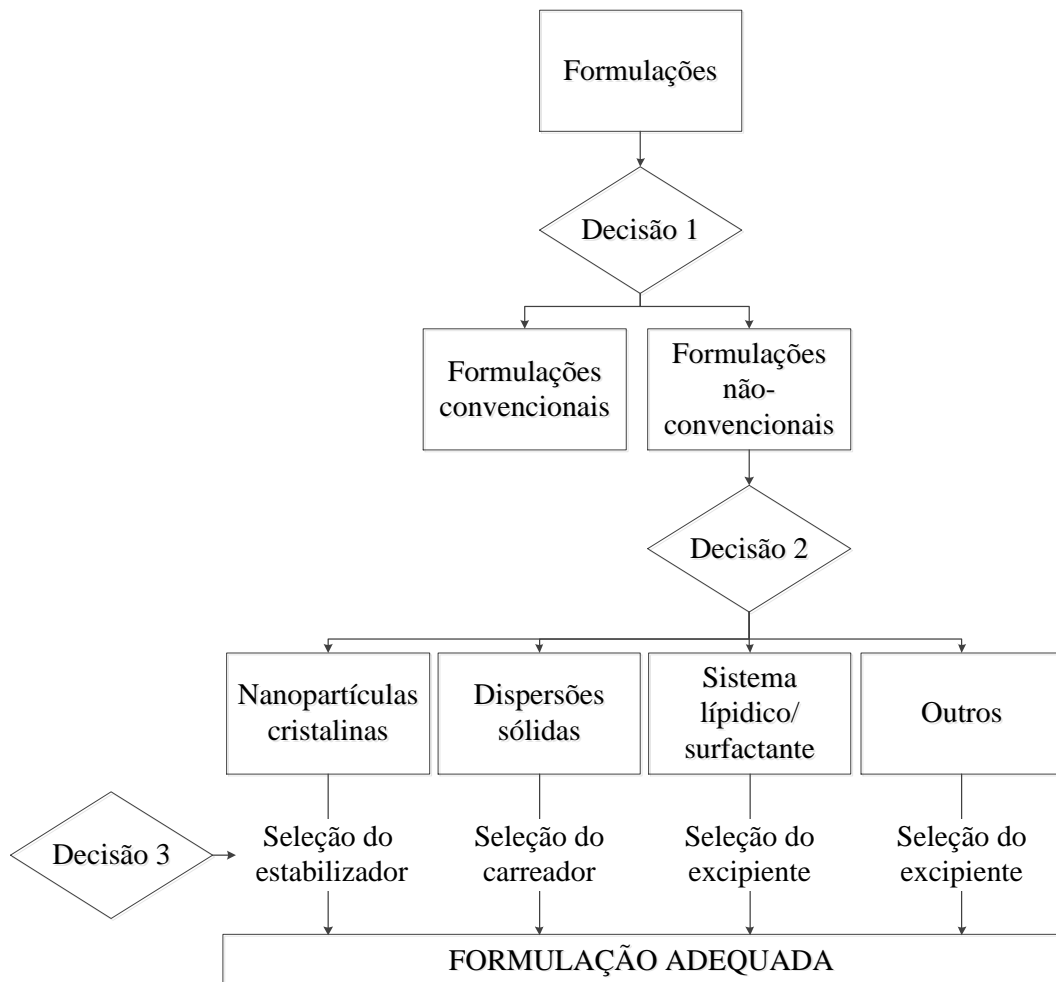 Formulações
Decisão 1
Formulações
convencionais
Formulações
não-
convencionais
Decisão 2
Nanopartículas
cristalinas
Dispersões
sólidas
Sistema
lípidico/
surfactante
Outros
Decisão 3
Seleção do
estabilizador
Seleção do
carreador
Seleção do
excipiente
Seleção do
excipiente
FORMULAÇÃO ADEQUADA